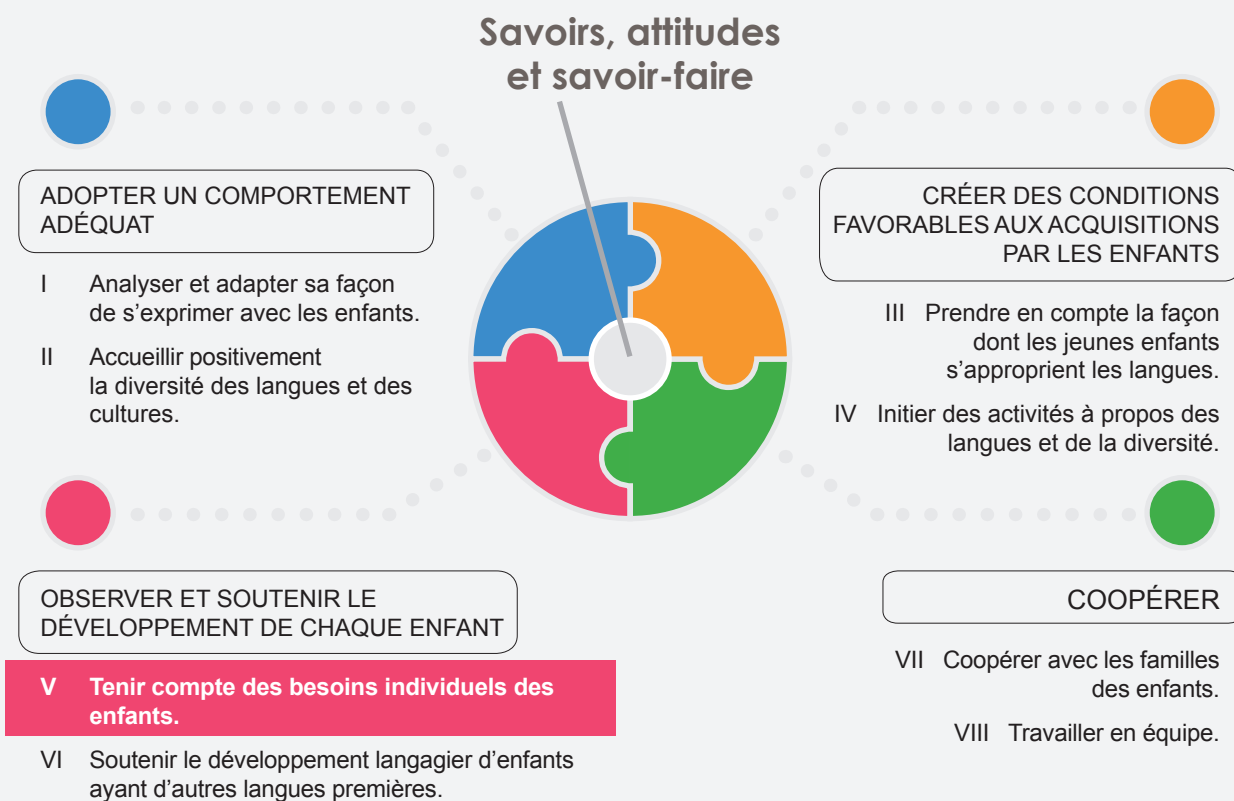 Savoirs, attitudes
et savoir-faire
ADOPTER UN COMPORTEMENT
ADÉQUAT
I Analyser et adapter sa façon
de s’exprimer avec les enfants.
II Accueillir positivement
la diversité des langues et des
cultures.
CRÉER DES CONDITIONS
FAVORABLES AUX ACQUISITIONS
PAR LES ENFANTS
III Prendre en compte la façon
dont les jeunes enfants
s’approprient les langues.
IV Initier des activités à propos des
langues et de la diversité.
OBSERVER ET SOUTENIR LE
DÉVELOPPEMENT DE CHAQUE ENFANT
V Tenir compte des besoins individuels des
enfants.
VI Soutenir le développement langagier d’enfants
ayant d’autres langues premières.
COOPÉRER
VII Coopérer avec les familles
des enfants.
VIII Travailler en équipe.